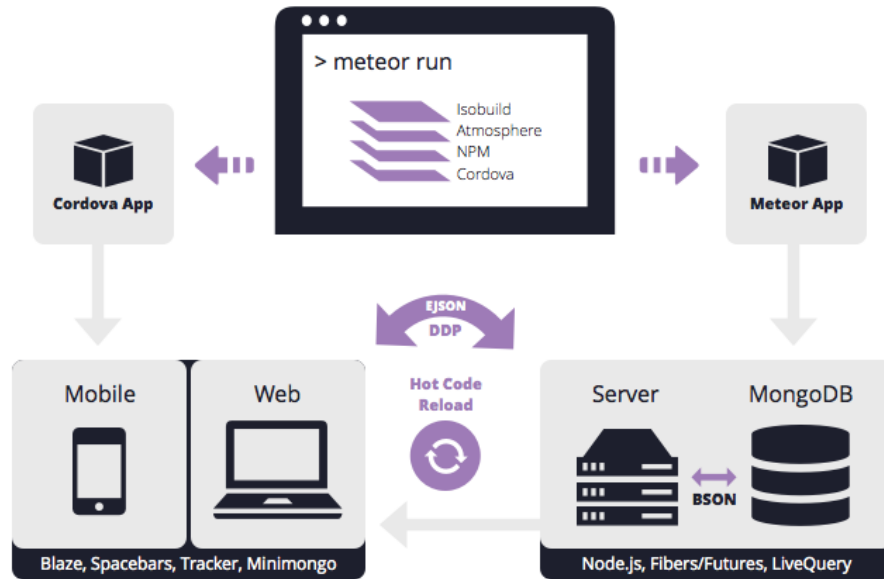 > meteor run
Isobuild
Atmosphere
NPM
Cordova
Cordova App
Meteor App
EJSON
DDP
Hot Code
Reload
Mobile
Web
Server
MongoDB
BSON
Blaze, Spacebars, Tracker, Minimongo
Node.js, Fibers/Futures, LiveQuery